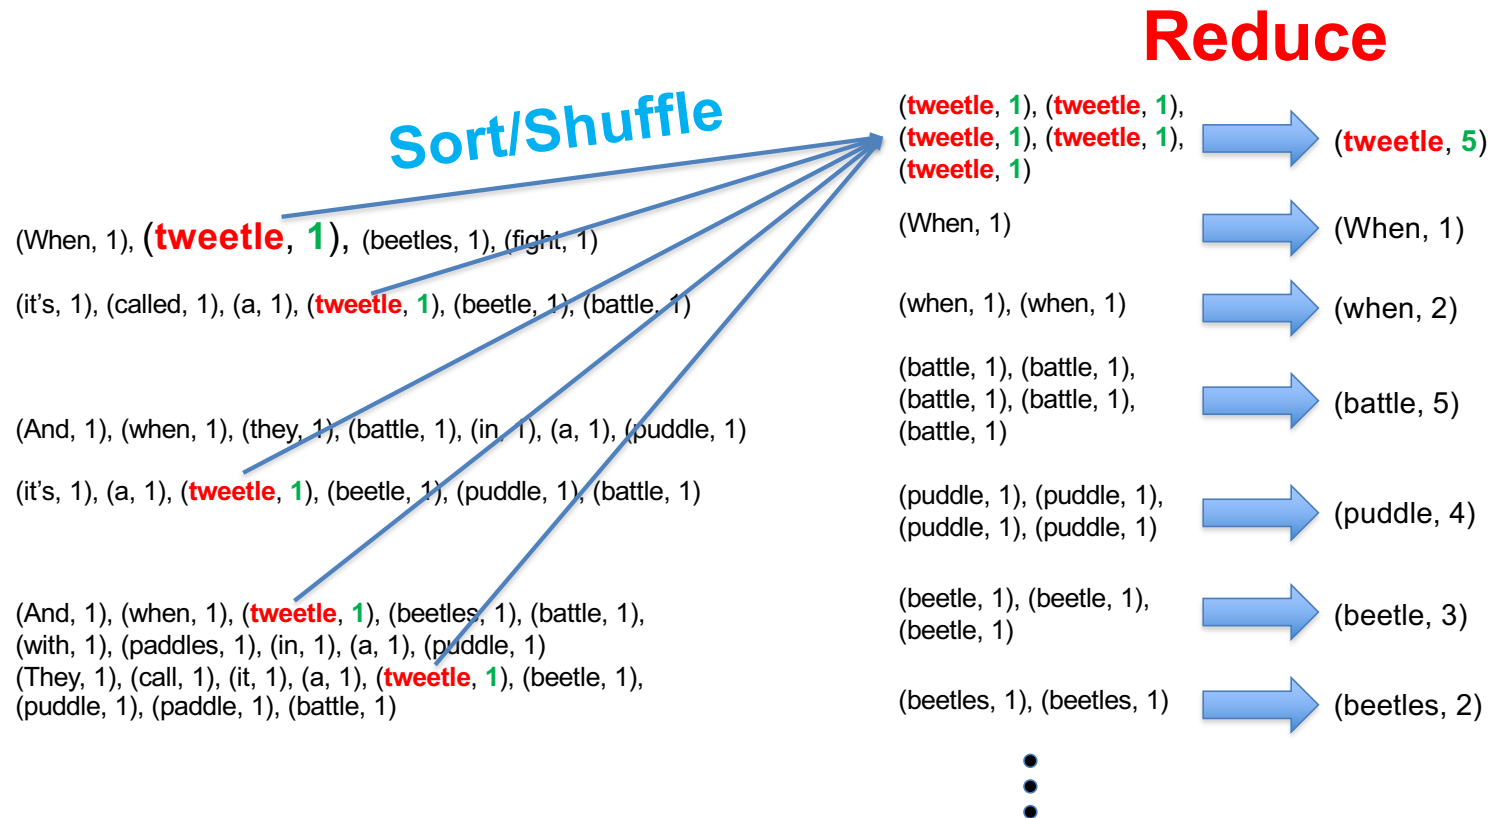 Reduce
Sort/Shuffle
(When, 1), (tweetle, 1), (beetles, 1), (fight, 1)
(it’s, 1), (called, 1), (a, 1), (tweetle, 1), (beetle, 1), (battle, 1)
(And, 1), (when, 1), (they, 1), (battle, 1), (in, 1), (a, 1), (puddle, 1)
(it’s, 1), (a, 1), (tweetle, 1), (beetle, 1), (puddle, 1), (battle, 1)
(And, 1), (when, 1), (tweetle, 1), (beetles, 1), (battle, 1),
(with, 1), (paddles, 1), (in, 1), (a, 1), (puddle, 1)
(They, 1), (call, 1), (it, 1), (a, 1), (tweetle, 1), (beetle, 1),
(puddle, 1), (paddle, 1), (battle, 1)
(tweetle, 1), (tweetle, 1),
(tweetle, 1), (tweetle, 1),
(tweetle, 1)
(tweetle, 5)
(When, 1)
(When, 1)
(when, 1), (when, 1)
(when, 2)
(battle, 1), (battle, 1),
(battle, 1), (battle, 1),
(battle, 1)
(battle, 5)
(puddle, 1), (puddle, 1),
(puddle, 1), (puddle, 1)
(puddle, 4)
(beetle, 1), (beetle, 1),
(beetle, 1)
(beetle, 3)
(beetles, 1), (beetles, 1)
(beetles, 2)